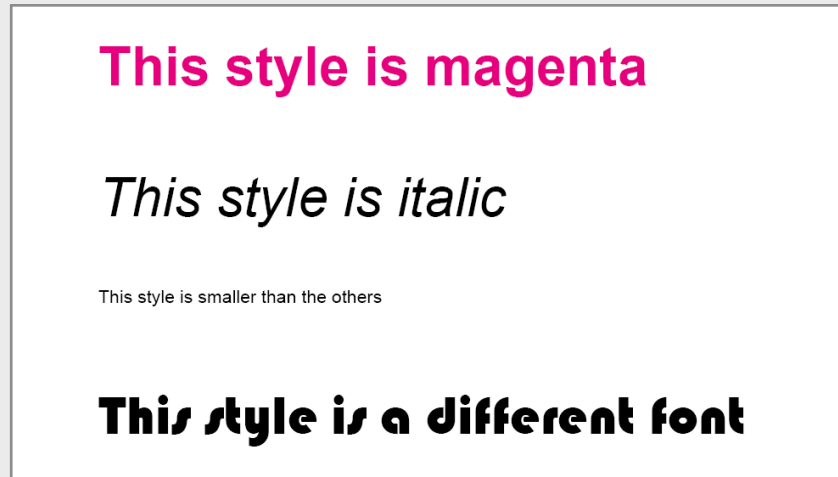 This style is magenta
This style is italic
This style is smaller than the others
This style is a different font